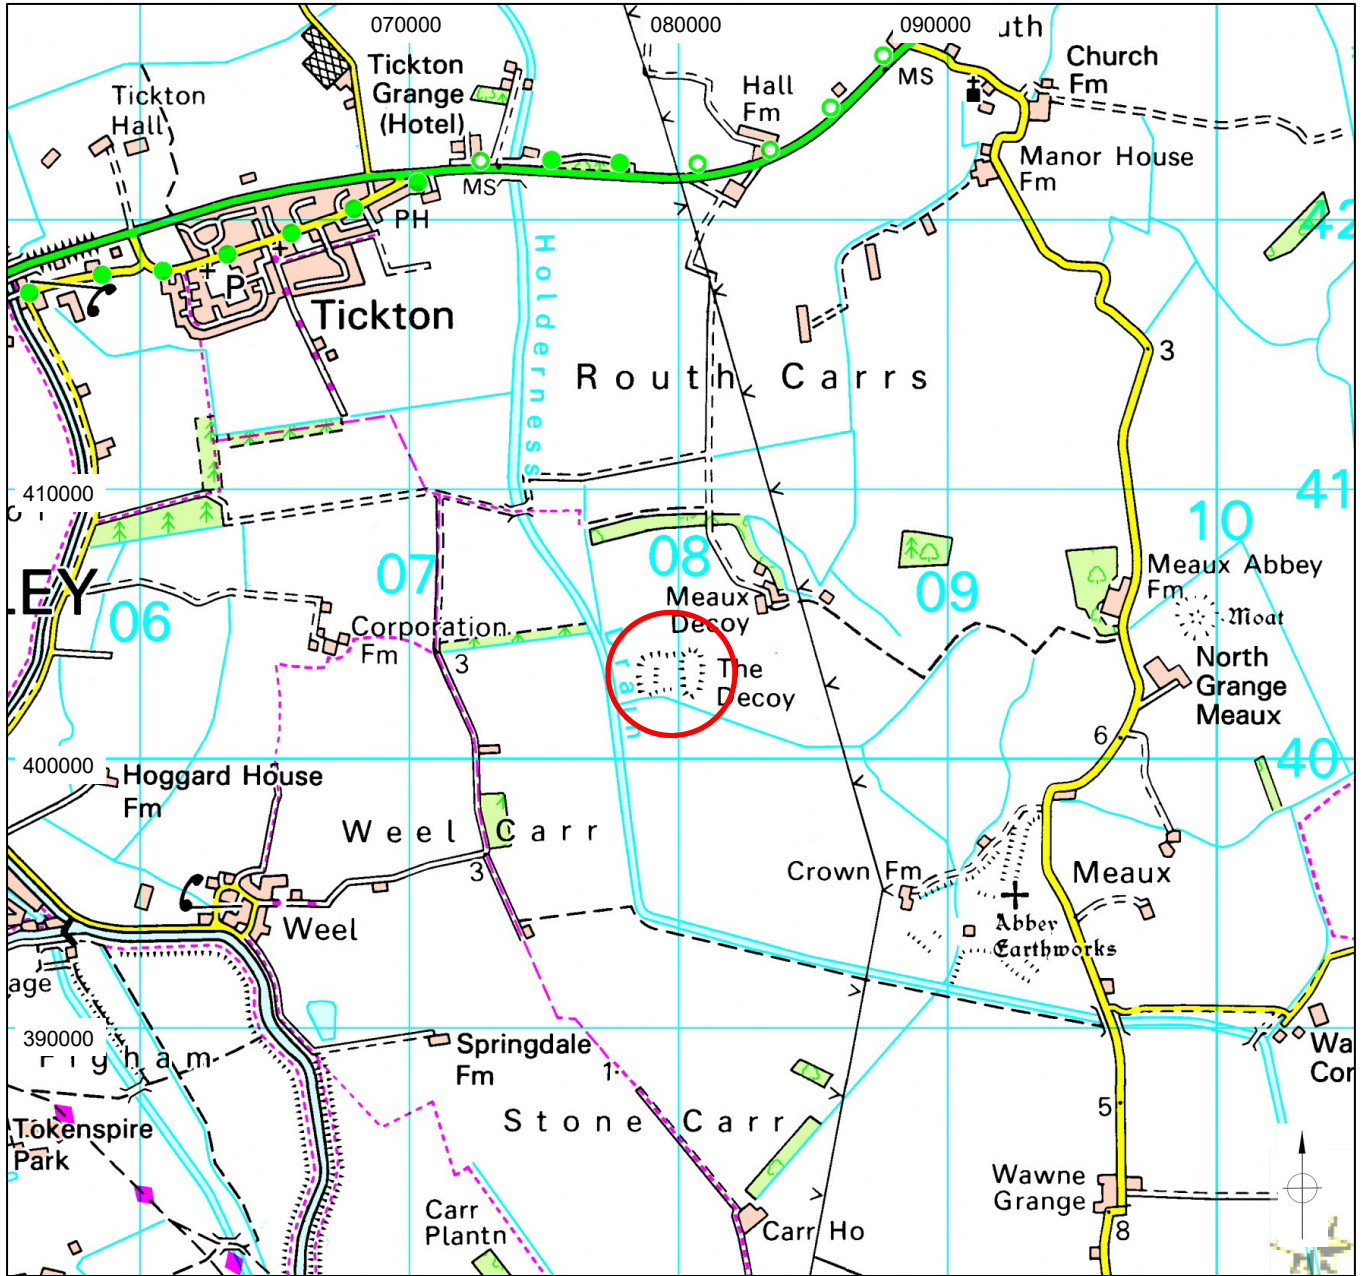 070000
080000
090000
uth
Tickton
Grange
(Hotel)
Tickton
Hall
MS
Hall
Fm
MS
Church
Fm
Manor House
Fm
PH
P
Tickton
Holderness
Drain
42
3
Routh Carrs
410000
41
10
LEY
06
07
08
09
Meaux Abbey
Fm
Moat
Meaux
Decoy
Corporation
Fm
3
The
Decoy
North
Grange
Meaux
6
400000
40
Hoggard House
Fm
Weel Carr
3
Crown Fm
Meaux
Weel
Abbey
Earthworks
age
390000
Springdale
Fm
1
Wa
Cor
Stone Carr
5
Tokenspire
Park
Wawne
Grange
Carr
Plantn
Carr Ho
8